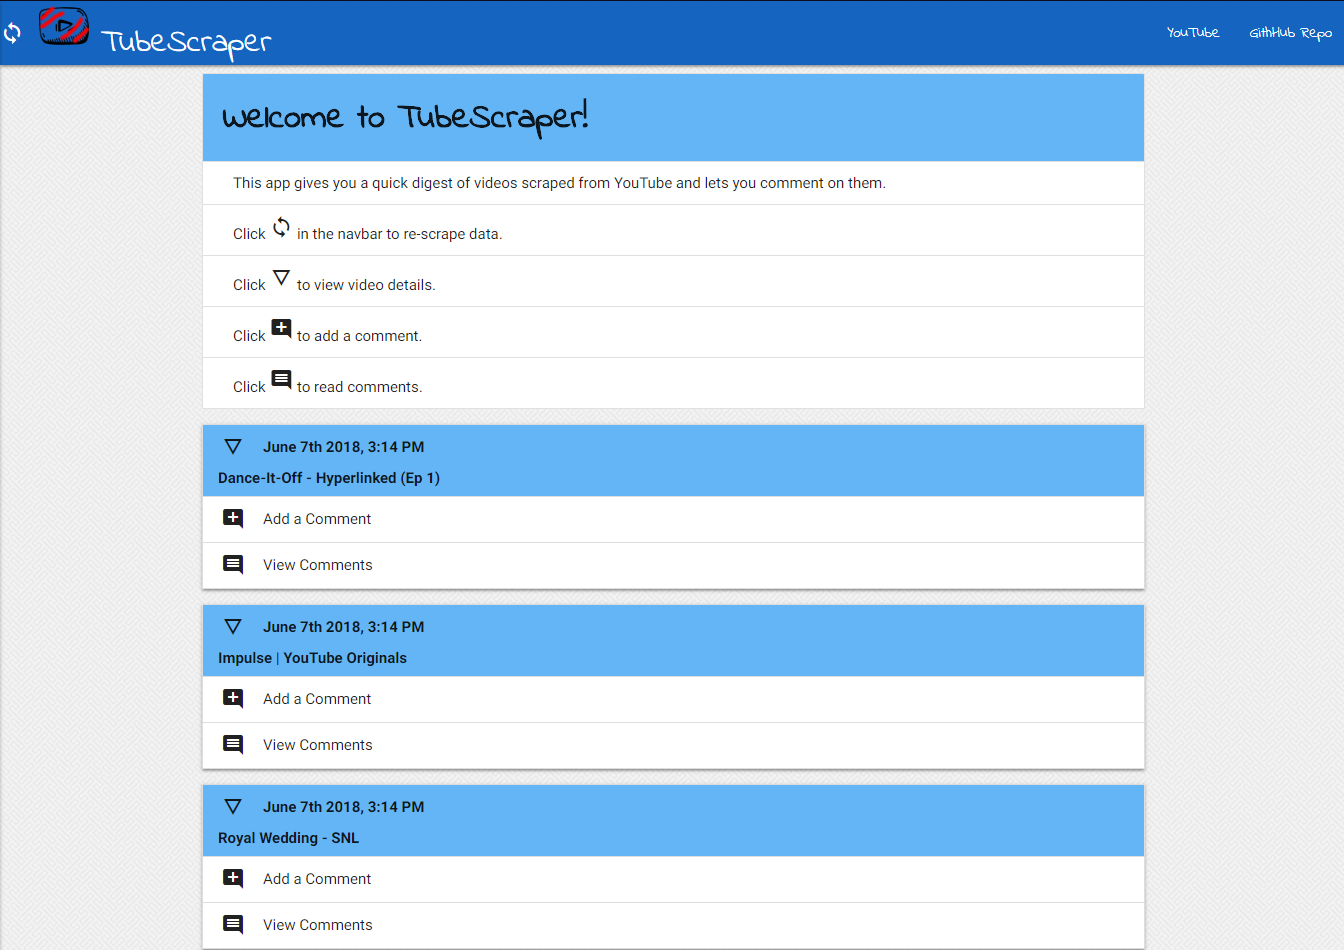 TubeScraper
YouTube
GitHub Repo
Welcome to TubeScraper!
This app gives you a quick digest of videos scraped from YouTube and lets you comment on them.
Click in the navbar to re-scrape data.
Click to view video details.
Click to add a comment.
Click to read comments.
June 7th 2018, 3:14 PM
Dance-It-Off - Hyperlinked (Ep 1)
Add a Comment
View Comments
June 7th 2018, 3:14 PM
Impulse | YouTube Originals
Add a Comment
View Comments
June 7th 2018, 3:14 PM
Royal Wedding - SNL
Add a Comment
View Comments